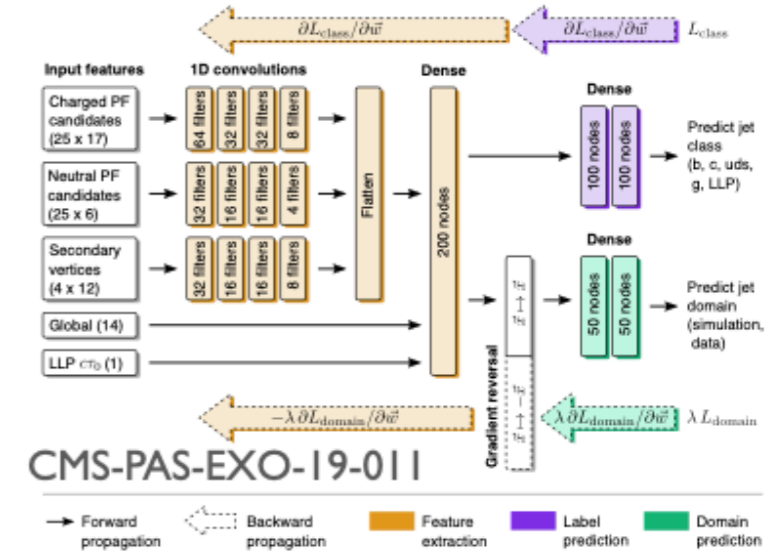 ∂L_class/∂w⃗
∂L_class/∂w⃗
L_class
Input features
1D convolutions
Dense
Charged PF
candidates
(25 x 17)
64 filters
32 filters
32 filters
8 filters
Neutral PF
candidates
(25 x 6)
32 filters
16 filters
16 filters
4 filters
Secondary
vertices
(4 x 12)
32 filters
16 filters
16 filters
8 filters
Flatten
200 nodes
Global (14)
LLP cτ₀ (1)
Dense
100 nodes
100 nodes
Predict jet
class
(b, c, uds,
g, LLP)
Dense
50 nodes
50 nodes
Predict jet
domain
(simulation,
data)
Gradient reversal
−λ ∂L_domain/∂w⃗
λ ∂L_domain/∂w⃗
λ L_domain
CMS-PAS-EXO-19-011
Forward
propagation
Backward
propagation
Feature
extraction
Label
prediction
Domain
prediction